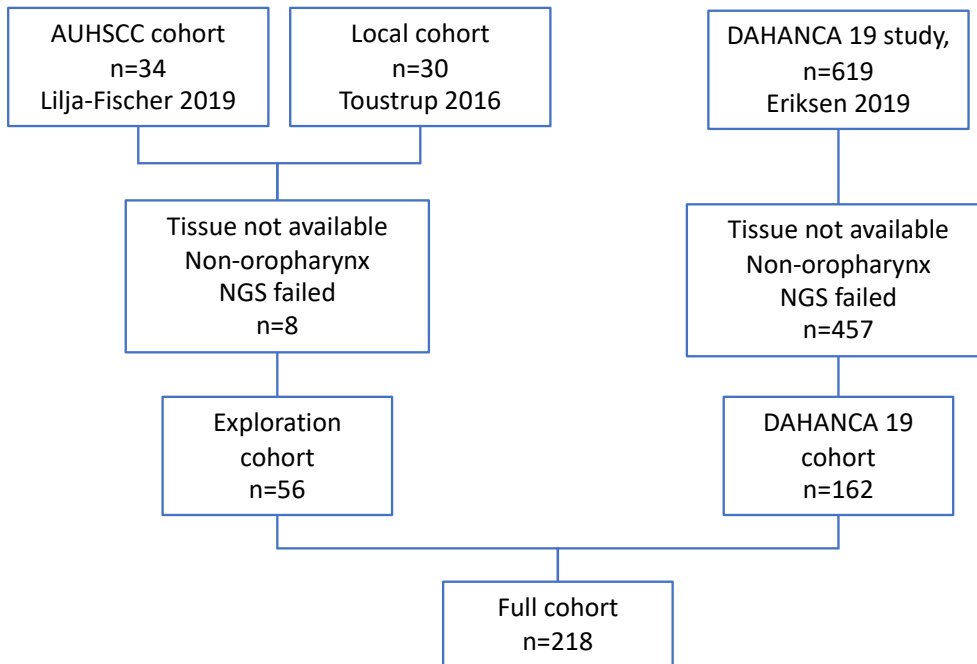 AUHSCC cohort
n=34
Lilja-Fischer 2019
Local cohort
n=30
Toustrup 2016
DAHANCA 19 study,
n=619
Eriksen 2019
Tissue not available
Non-oropharynx
NGS failed
n=8
Tissue not available
Non-oropharynx
NGS failed
n=457
Exploration
cohort
n=56
DAHANCA 19
cohort
n=162
Full cohort
n=218